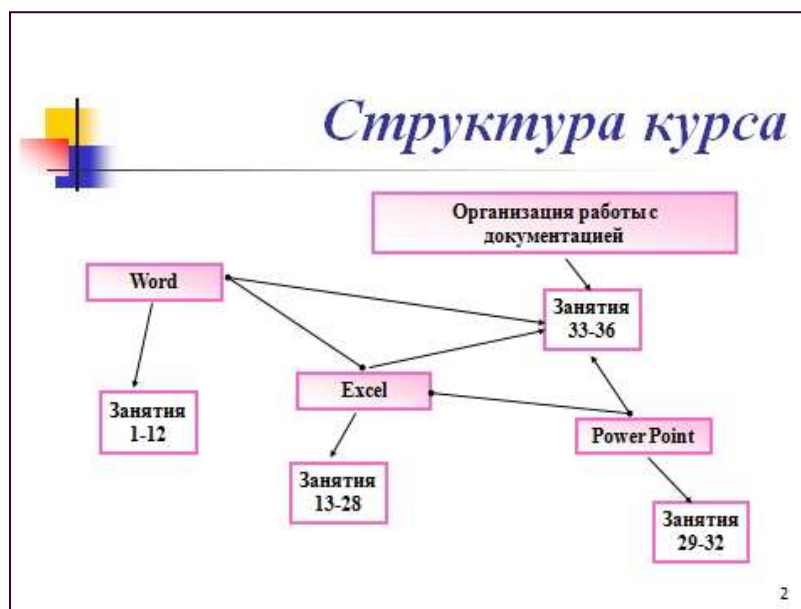 Структура курса
Организация работы с
документацией
Word
Занятия
33-36
Excel
Занятия
1-12
Power Point
Занятия
13-28
Занятия
29-32
2